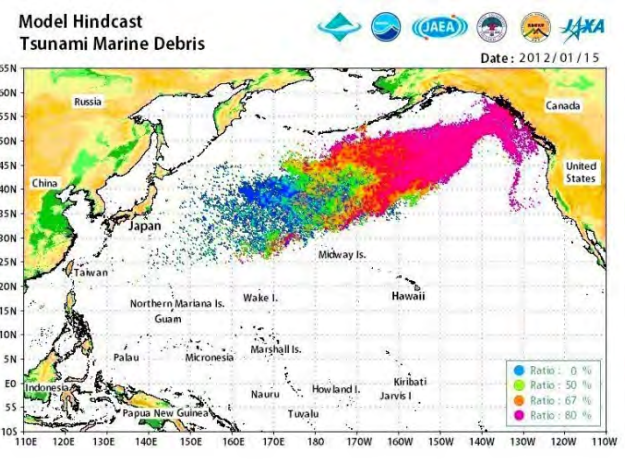 Model Hindcast
Tsunami Marine Debris
JAEA
JAXA
Date : 2012/01/15
55N
60N
55N
50N
45N
40N
35N
30N
25N
20N
15N
10N
5N
E0
5S
10S
Russia
Canada
China
United
States
Japan
Midway Is.
Taiwan
Hawaii
Northern Mariana Is.
Wake I.
Guam
Marshall Is.
Palau
Micronesia
Indonesia
Nauru
Howland I.
Kiribati
Jarvis I
Papua New Guinea
Tuvalu
Ratio : 0 %
Ratio : 50 %
Ratio : 67 %
Ratio : 80 %
110E 120E 130E 140E 150E 160E 170E 180 170W 160W 150W 140W 130W 120W 110W